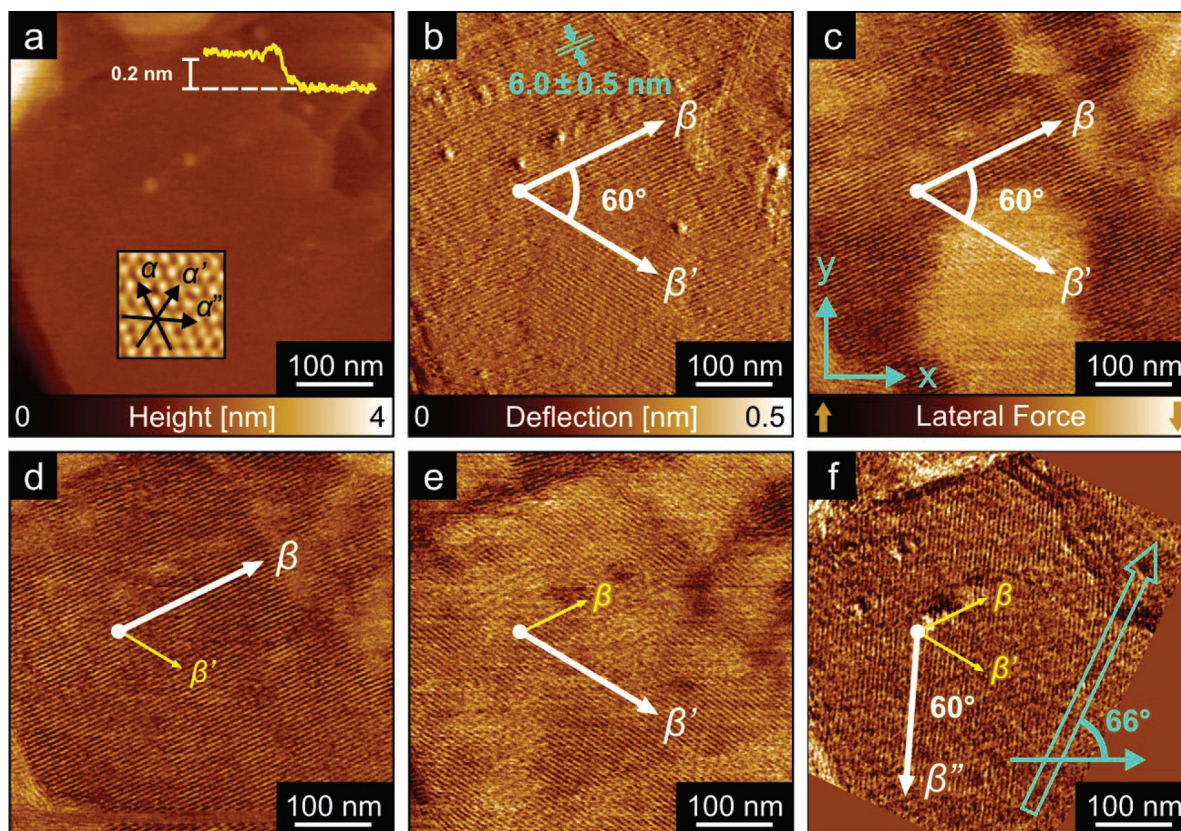 a
0.2 nm
α
α'
α''
100 nm
0
Height [nm]
4
b
6.0±0.5 nm
β
60°
β'
100 nm
0
Deflection [nm]
0.5
c
β
60°
β'
y
x
100 nm
Lateral Force
d
β
β'
100 nm
e
β
β'
100 nm
f
β
β'
60°
66°
β''
100 nm